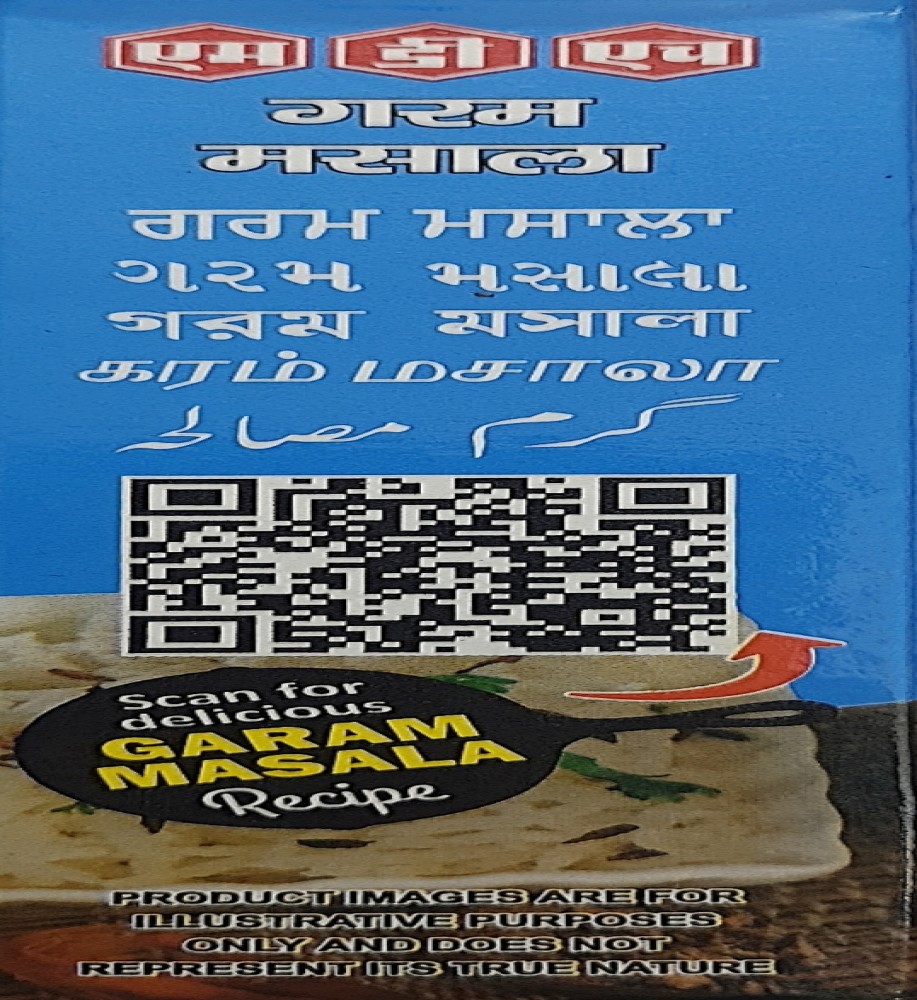 एम डी एच
गरम
मसाला
ਗਰਮ ਮਸਾਲਾ
ગરમ મસાલા
গরম মসালা
கரம் மசாலா
گرم مصالحہ
Scan for
delicious
GARAM
MASALA
Recipe
PRODUCT IMAGES ARE FOR
ILLUSTRATIVE PURPOSES
ONLY AND DOES NOT
REPRESENT ITS TRUE NATURE